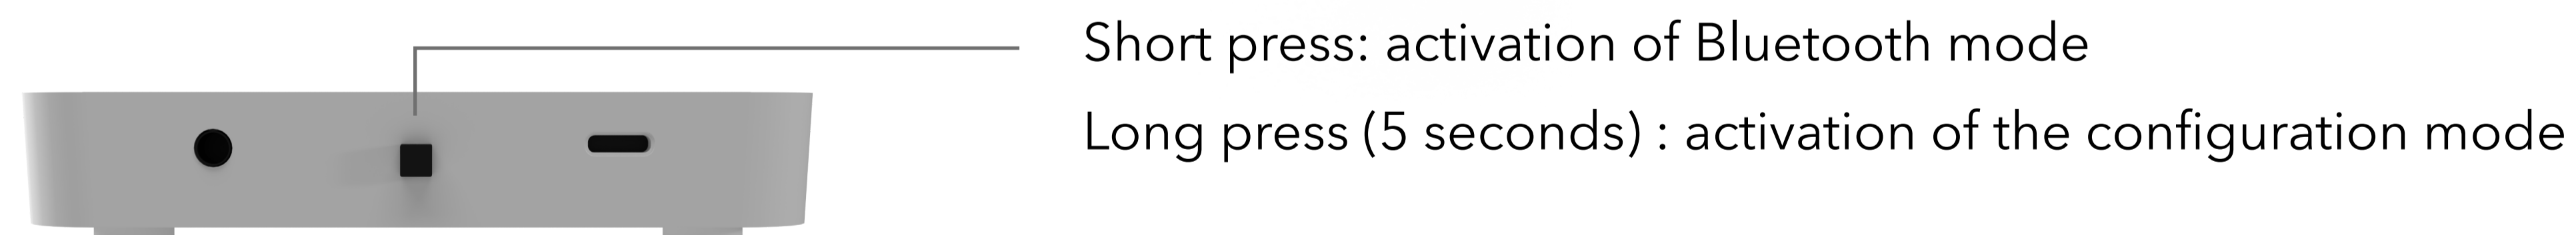 Short press: activation of Bluetooth mode
Long press (5 seconds) : activation of the configuration mode